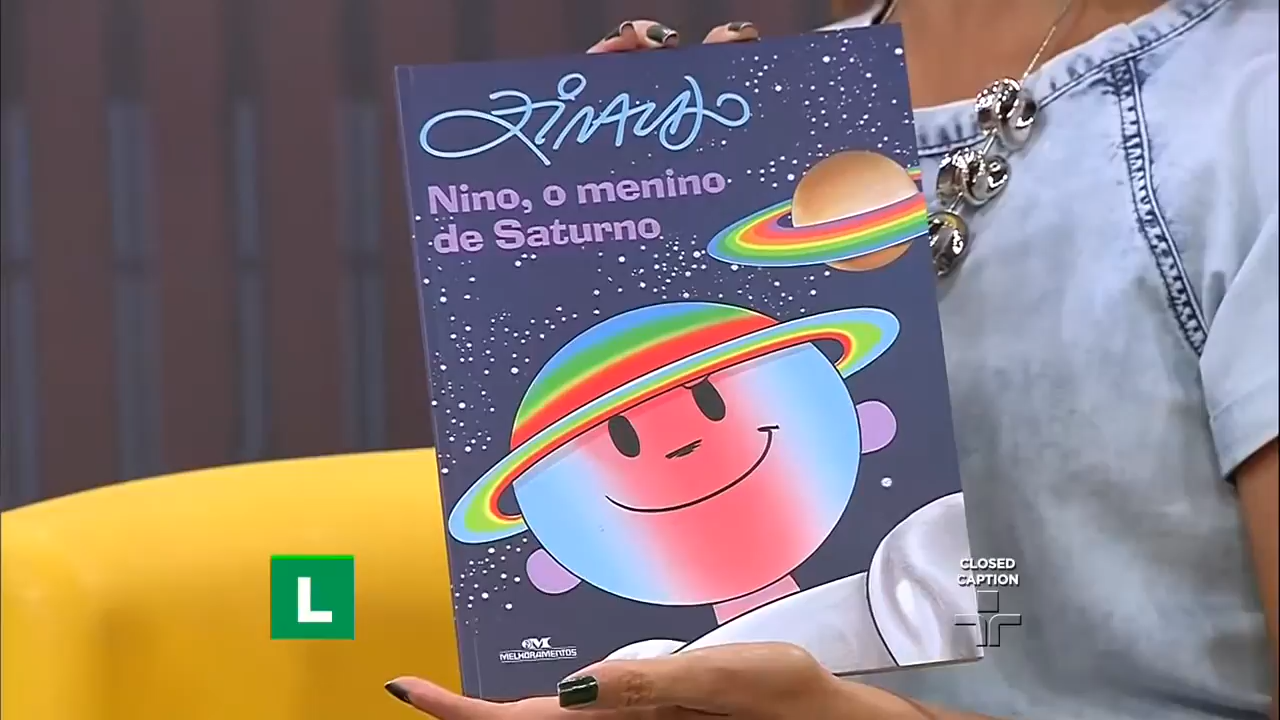 ZIRALDO
Nino, o menino
de Saturno
MELHORAMENTOS
L
CLOSED
CAPTION